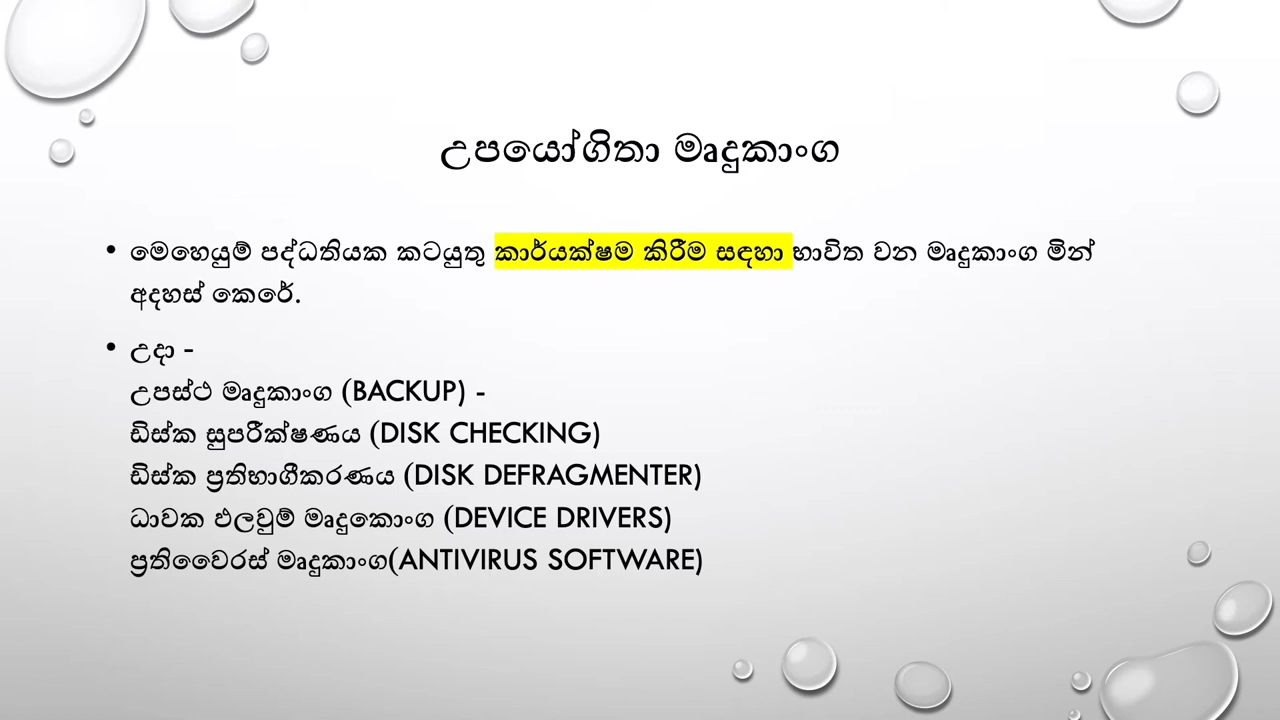 උපයෝගිතා මෘදුකාංග
• මෙහෙයුම් පද්ධතියක කටයුතු කාර්යක්ෂම කිරීම සඳහා භාවිත වන මෘදුකාංග මින්
අදහස් කෙරේ.
• උදා -
උපස්ථ මෘදුකාංග (BACKUP) -
ඩිස්ක සුපරීක්ෂණය (DISK CHECKING)
ඩිස්ක ප්‍රතිභාගීකරණය (DISK DEFRAGMENTER)
ධාවක ඵලවුම් මෘදුකොංග (DEVICE DRIVERS)
ප්‍රතිවෛරස් මෘදුකාංග(ANTIVIRUS SOFTWARE)